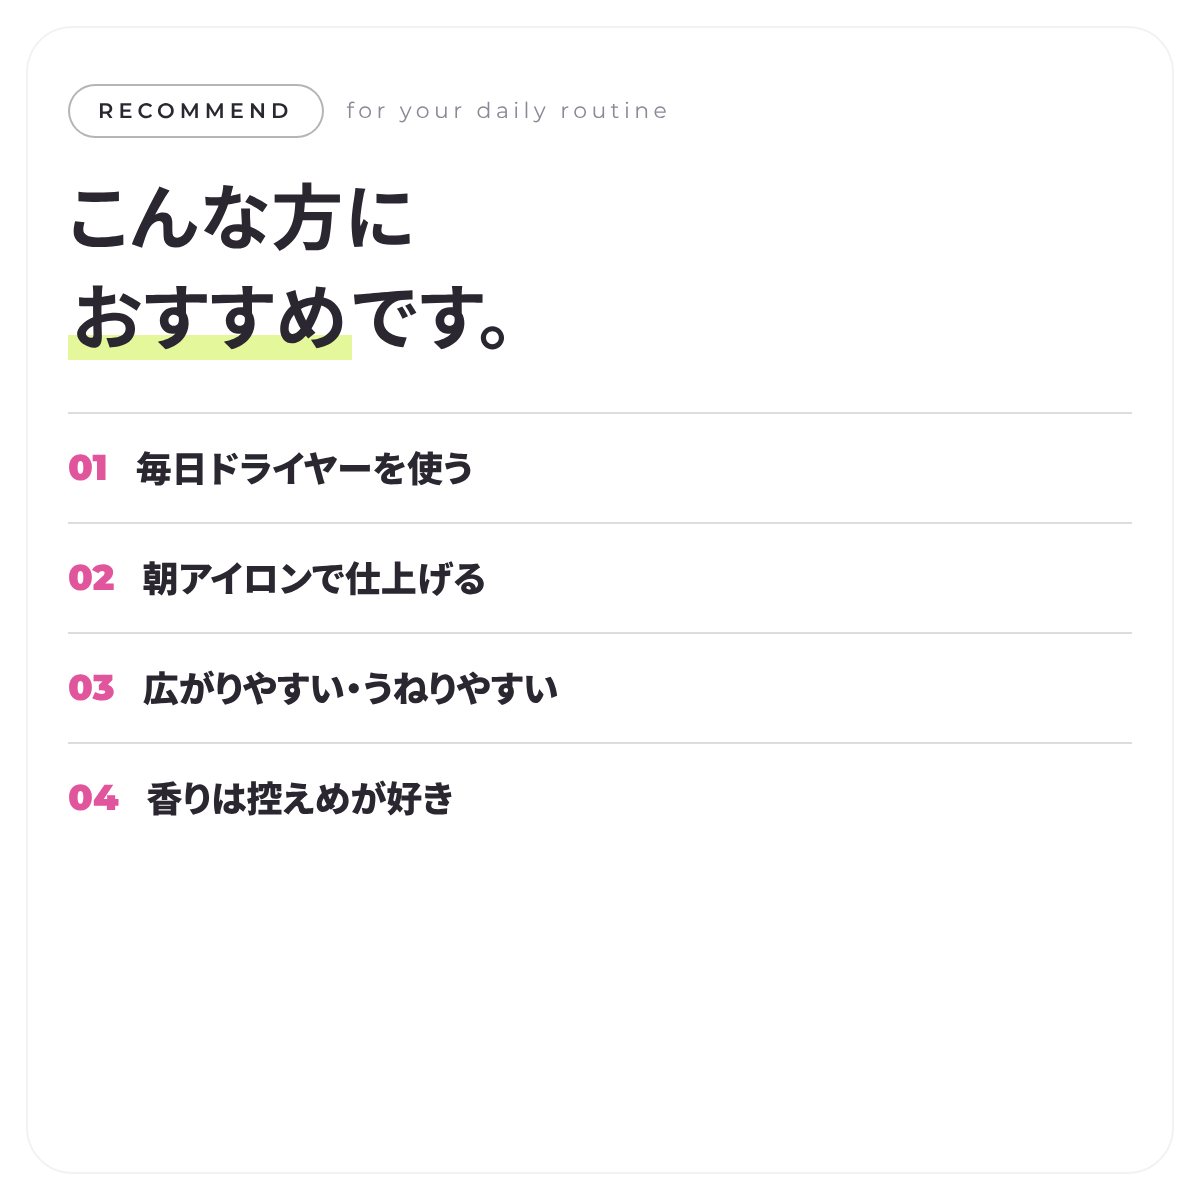 RECOMMEND for your daily routine
こんな方に
おすすめです。
01 毎日ドライヤーを使う
02 朝アイロンで仕上げる
03 広がりやすい・うねりやすい
04 香りは控えめが好き